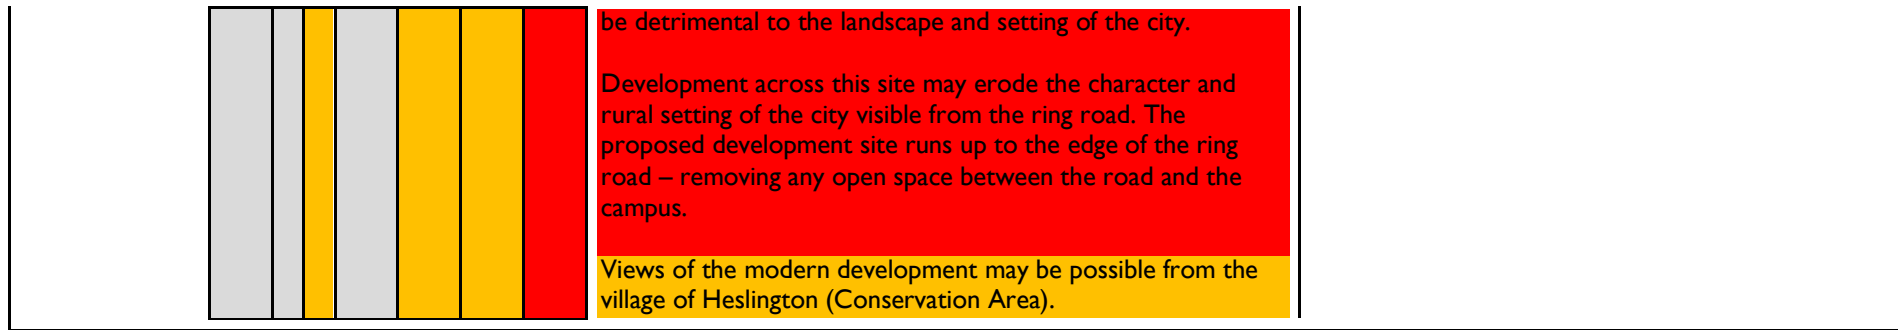 be detrimental to the landscape and setting of the city.
Development across this site may erode the character and
rural setting of the city visible from the ring road. The
proposed development site runs up to the edge of the ring
road – removing any open space between the road and the
campus.
Views of the modern development may be possible from the
village of Heslington (Conservation Area).